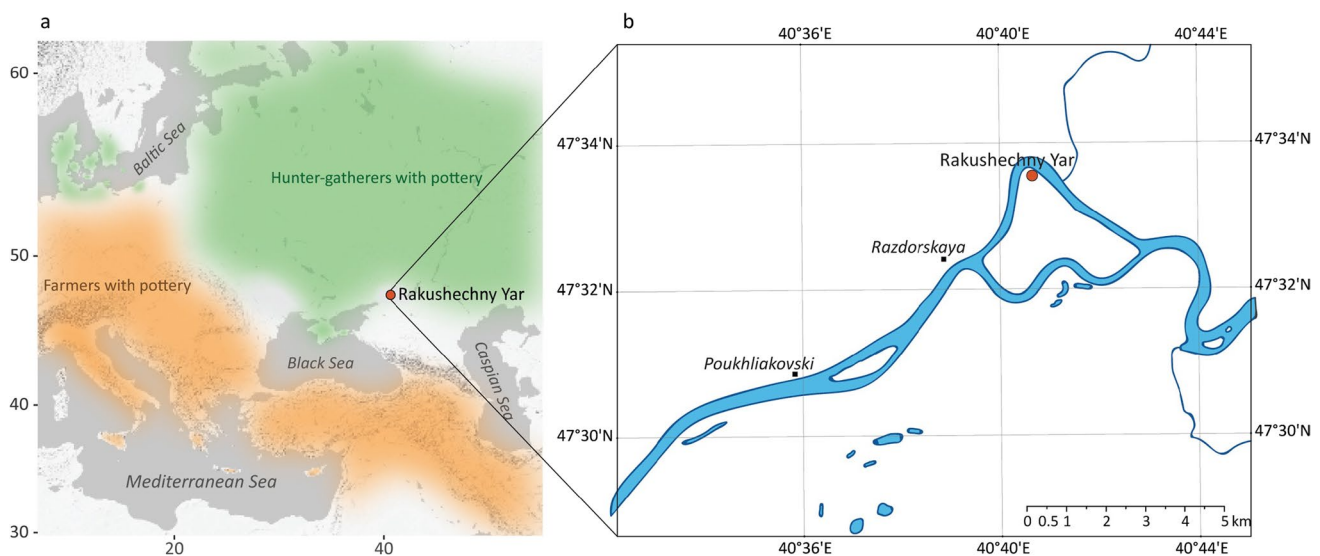 a
60
50
40
30
20
40
Baltic Sea
Hunter-gatherers with pottery
Farmers with pottery
Rakushechny Yar
Black Sea
Caspian Sea
Mediterranean Sea
b
40°36'E
40°40'E
40°44'E
47°34'N
47°34'N
Rakushechny Yar
Razdorskaya
47°32'N
47°32'N
Poukhliakovski
47°30'N
47°30'N
0 0.5 1 2 3 4 5 km
40°36'E
40°40'E
40°44'E